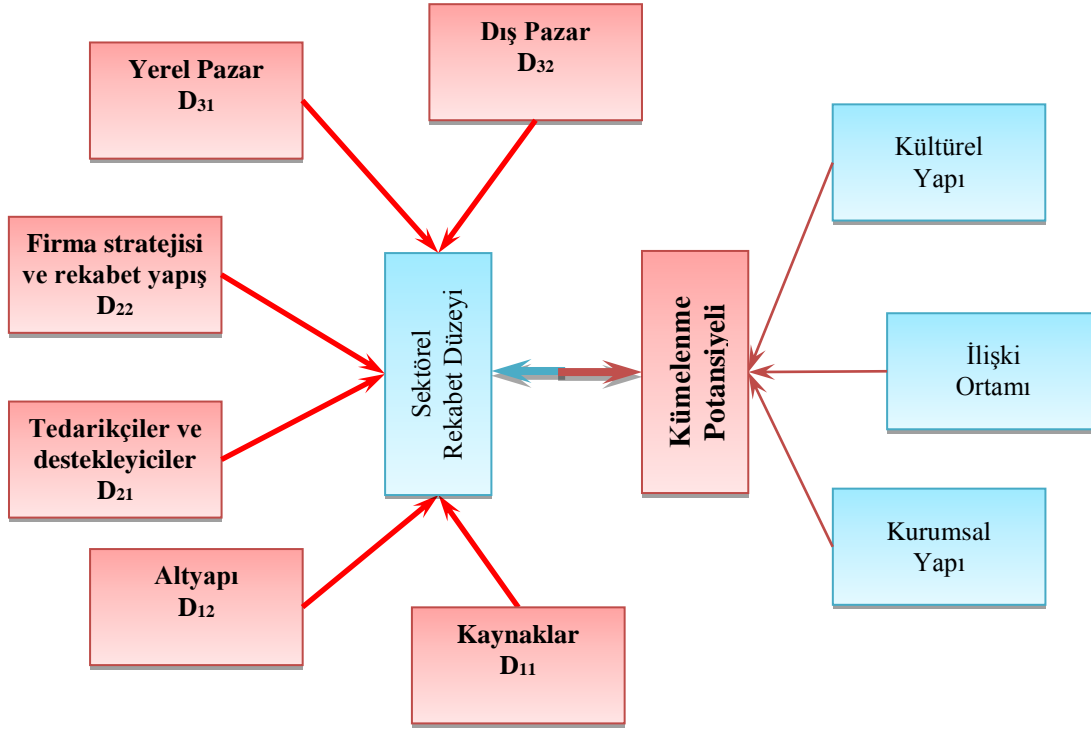 Dış Pazar
D32
Yerel Pazar
D31
Kültürel
Yapı
Firma stratejisi
ve rekabet yapış
D22
Sektörel
Rekabet Düzeyi
Kümelenme
Potansiyeli
İlişki
Ortamı
Tedarikçiler ve
destekleyiciler
D21
Kurumsal
Yapı
Altyapı
D12
Kaynaklar
D11